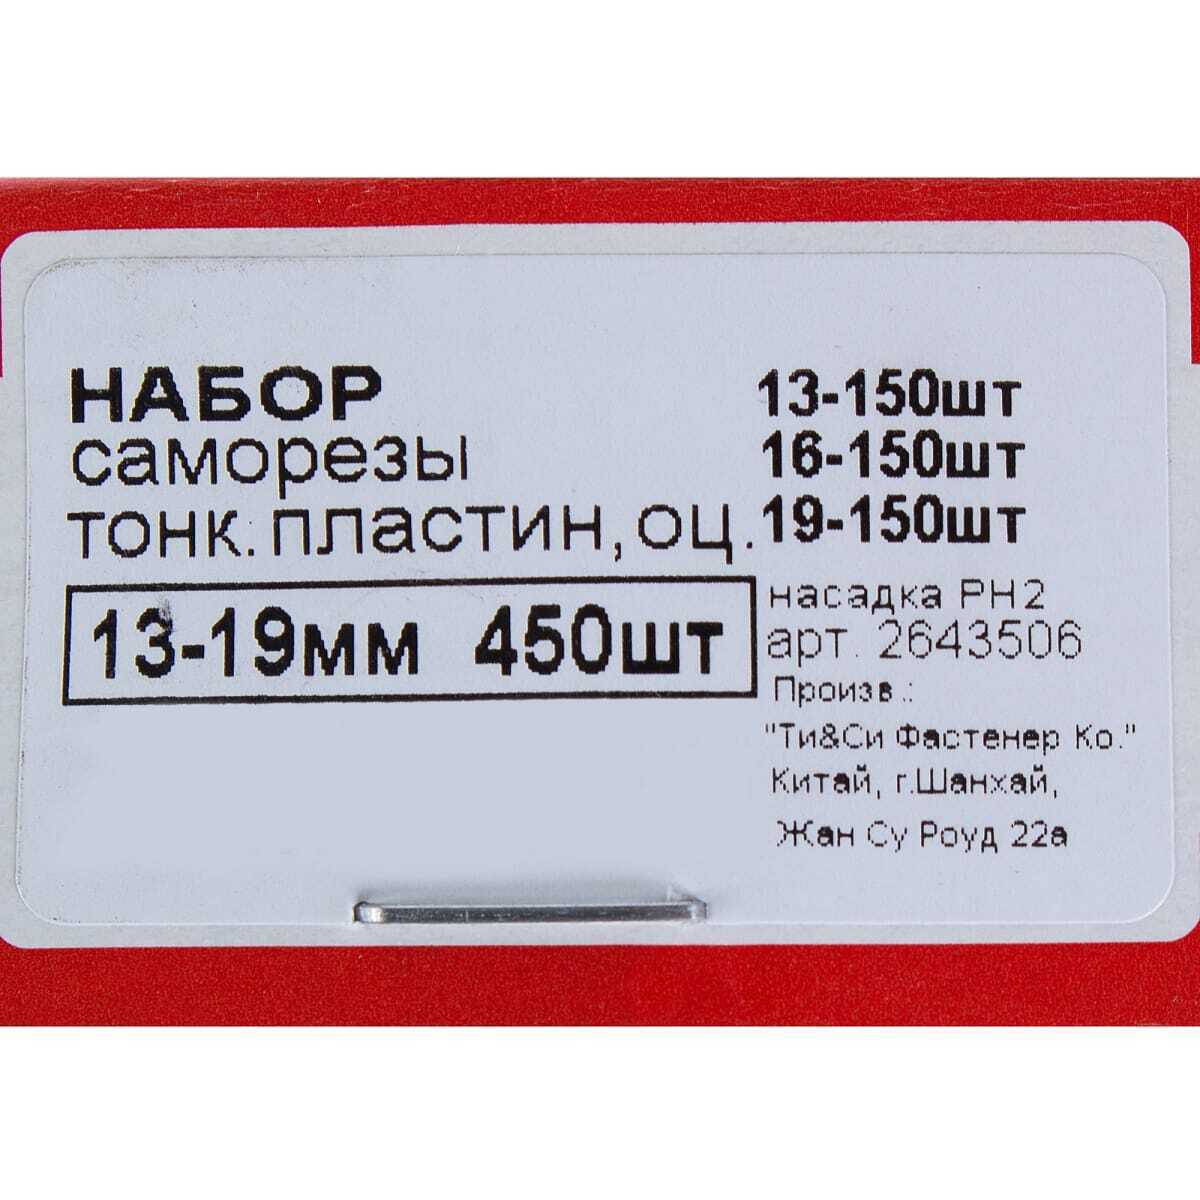 НАБОР
саморезы
тонк.пластин, оц.
13-19мм 450шт
13-150шт
16-150шт
19-150шт
насадка PH2
арт. 2643506
Произв.:
"Ти&Си Фастенер Ко."
Китай, г.Шанхай,
Жан Су Роуд 22а